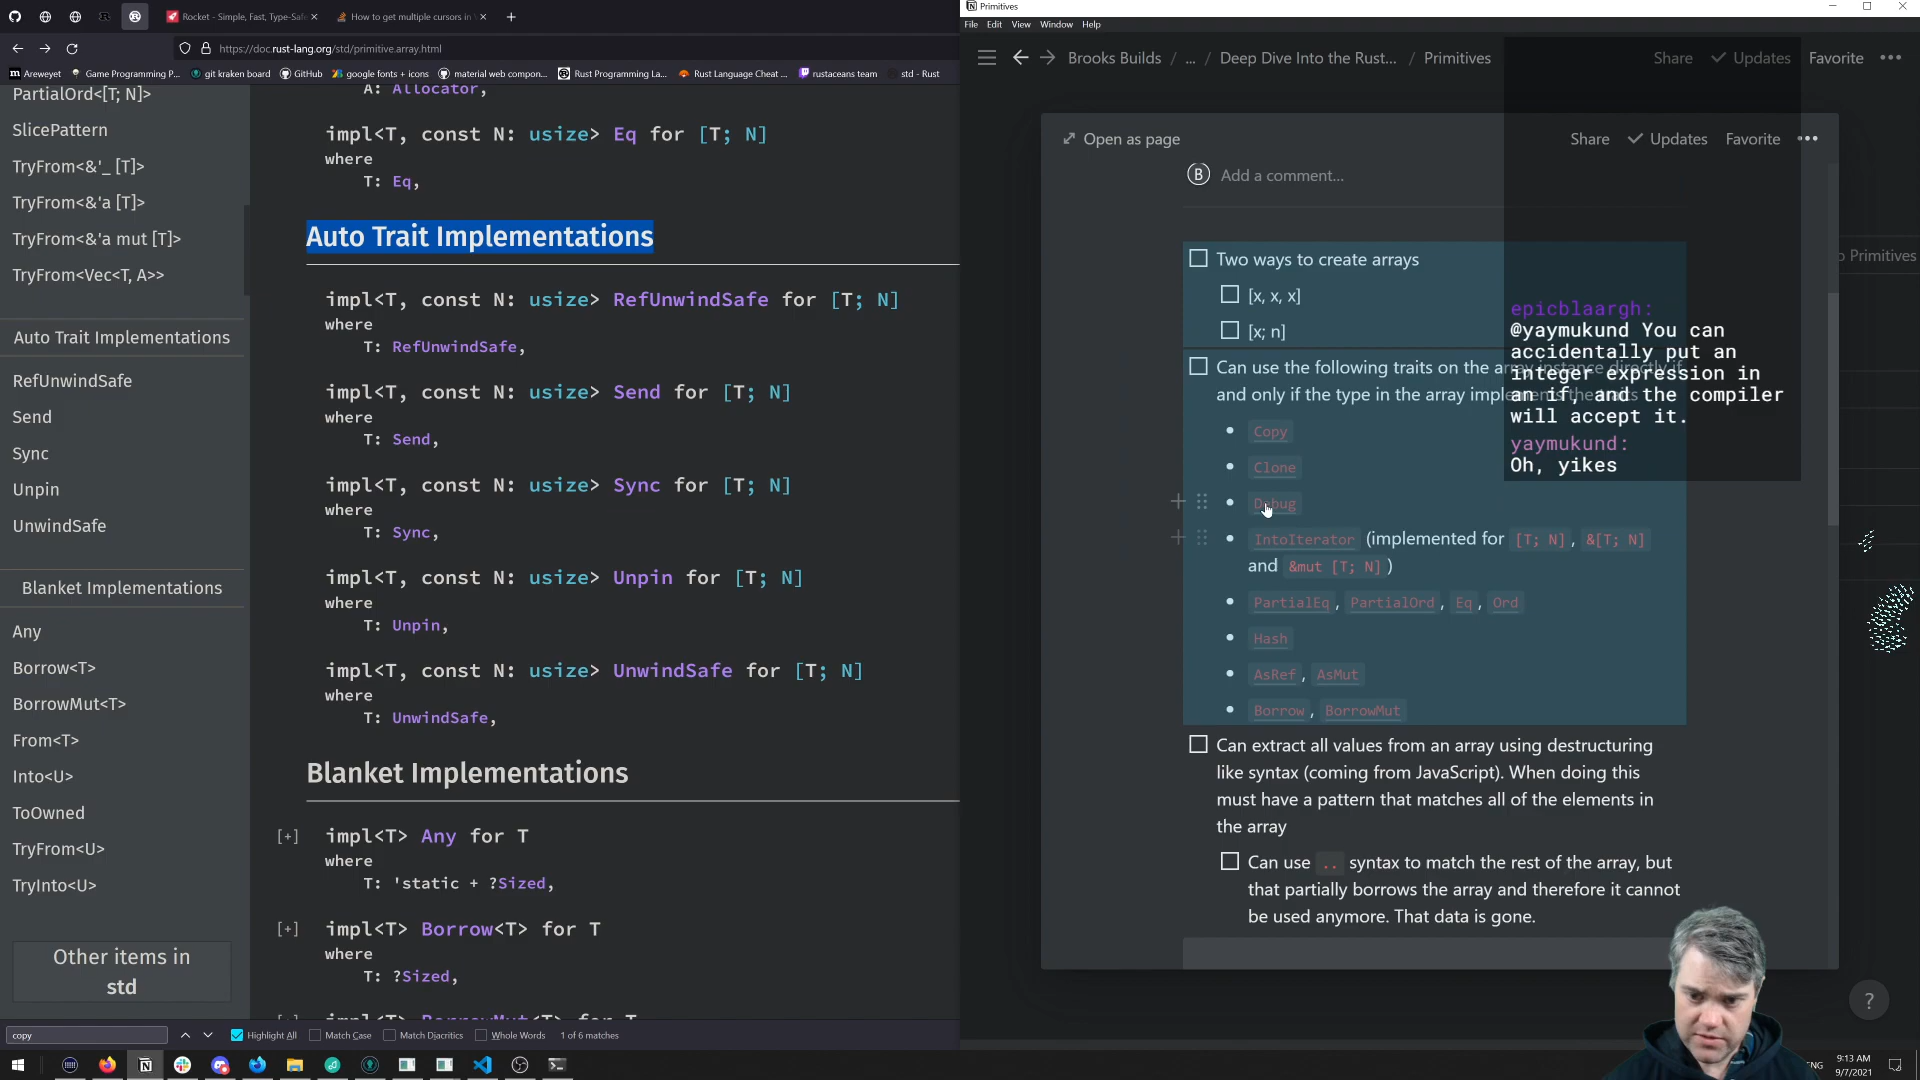 Rocket - Simple, Fast, Type-Safe
How to get multiple cursors in
https://doc.rust-lang.org/std/primitive.array.html
Areweyet
Game Programming P...
git kraken board
GitHub
google fonts + icons
material web compon...
Rust Programming La...
Rust Language Cheat ...
rustaceans team
std - Rust
PartialOrd<[T; N]>
SlicePattern
TryFrom<&'_ [T]>
TryFrom<&'a [T]>
TryFrom<&'a mut [T]>
TryFrom<Vec<T, A>>
Auto Trait Implementations
RefUnwindSafe
Send
Sync
Unpin
UnwindSafe
Blanket Implementations
Any
Borrow<T>
BorrowMut<T>
From<T>
Into<U>
ToOwned
TryFrom<U>
TryInto<U>
Other items in
std
A: Allocator,
impl<T, const N: usize> Eq for [T; N]
where
T: Eq,
Auto Trait Implementations
impl<T, const N: usize> RefUnwindSafe for [T; N]
where
T: RefUnwindSafe,
impl<T, const N: usize> Send for [T; N]
where
T: Send,
impl<T, const N: usize> Sync for [T; N]
where
T: Sync,
impl<T, const N: usize> Unpin for [T; N]
where
T: Unpin,
impl<T, const N: usize> UnwindSafe for [T; N]
where
T: UnwindSafe,
Blanket Implementations
[+] impl<T> Any for T
where
T: 'static + ?Sized,
[+] impl<T> Borrow<T> for T
where
T: ?Sized,
impl<T> BorrowMut<T> for T
copy
Highlight All
Match Case
Match Diacritics
Whole Words
1 of 6 matches
Primitives
File Edit View Window Help
Brooks Builds / ... / Deep Dive Into the Rust... / Primitives
Share
Updates
Favorite
Open as page
Share
Updates
Favorite
B Add a comment...
Primitives
Two ways to create arrays
[x, x, x]
[x; n]
Can use the following traits on the array instance directly if
and only if the type in the array implements the traits
Copy
Clone
Debug
IntoIterator (implemented for [T; N], &[T; N]
and &mut [T; N])
PartialEq, PartialOrd, Eq, Ord
Hash
AsRef, AsMut
Borrow, BorrowMut
Can extract all values from an array using destructuring
like syntax (coming from JavaScript). When doing this
must have a pattern that matches all of the elements in
the array
Can use .. syntax to match the rest of the array, but
that partially borrows the array and therefore it cannot
be used anymore. That data is gone.
epicblaargh:
@yaymukund You can
accidentally put an
integer expression in
an if, and the compiler
will accept it.
yaymukund:
Oh, yikes
?
9:13 AM
9/7/2021